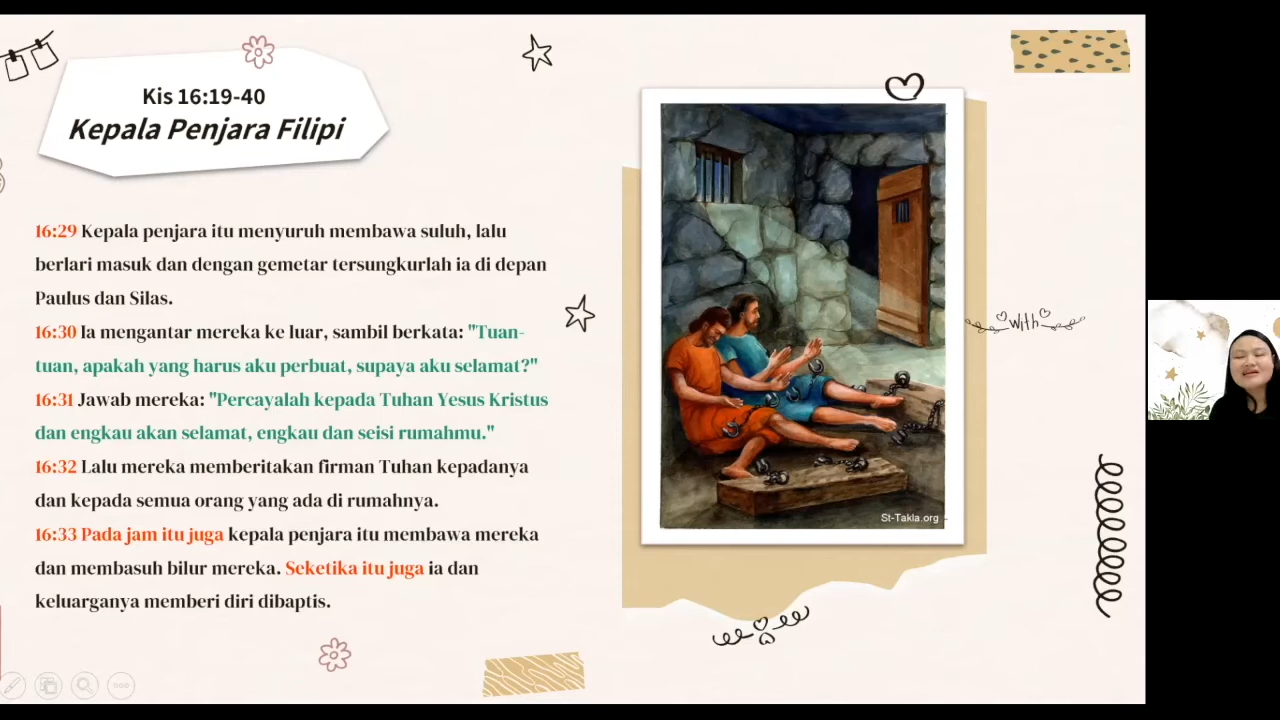 Kis 16:19-40
Kepala Penjara Filipi
16:29 Kepala penjara itu menyuruh membawa suluh, lalu
berlari masuk dan dengan gemetar tersungkurlah ia di depan
Paulus dan Silas.
16:30 Ia mengantar mereka ke luar, sambil berkata: "Tuan-
tuan, apakah yang harus aku perbuat, supaya aku selamat?"
16:31 Jawab mereka: "Percayalah kepada Tuhan Yesus Kristus
dan engkau akan selamat, engkau dan seisi rumahmu."
16:32 Lalu mereka memberitakan firman Tuhan kepadanya
dan kepada semua orang yang ada di rumahnya.
16:33 Pada jam itu juga kepala penjara itu membawa mereka
dan membasuh bilur mereka. Seketika itu juga ia dan
keluarganya memberi diri dibaptis.
St-Takla.org
with